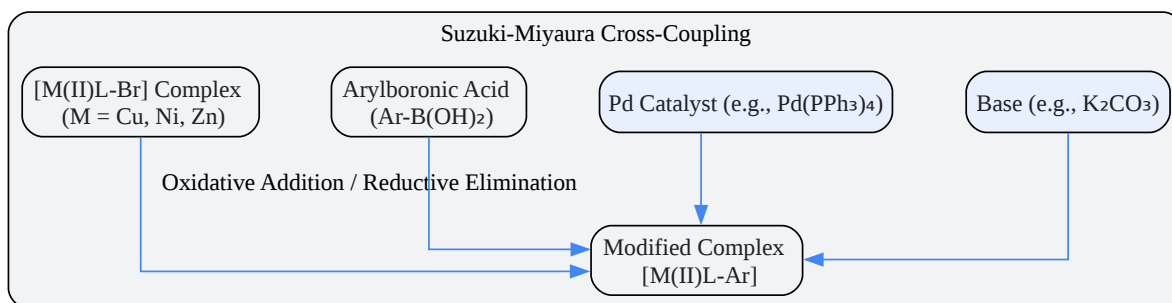 Suzuki-Miyaura Cross-Coupling
[M(II)L-Br] Complex
(M = Cu, Ni, Zn)
Arylboronic Acid
(Ar-B(OH)₂)
Pd Catalyst (e.g., Pd(PPh₃)₄)
Base (e.g., K₂CO₃)
Oxidative Addition / Reductive Elimination
Modified Complex
[M(II)L-Ar]